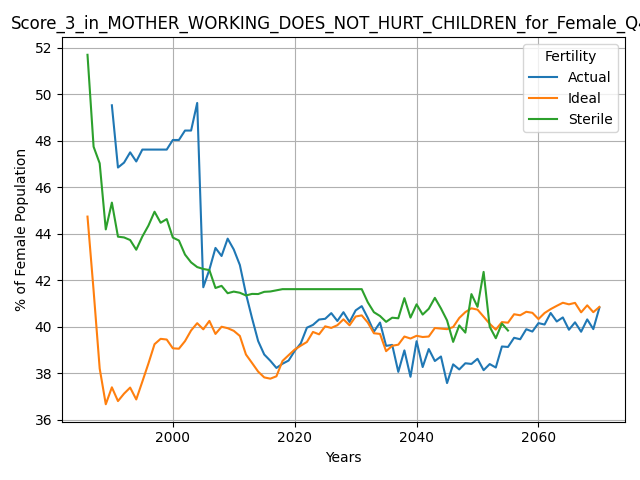 Score_3_in_MOTHER_WORKING_DOES_NOT_HURT_CHILDREN_for_Female_Q
52
50
48
46
44
42
40
38
36
% of Female Population
Fertility
Actual
Ideal
Sterile
2000
2020
2040
2060
Years